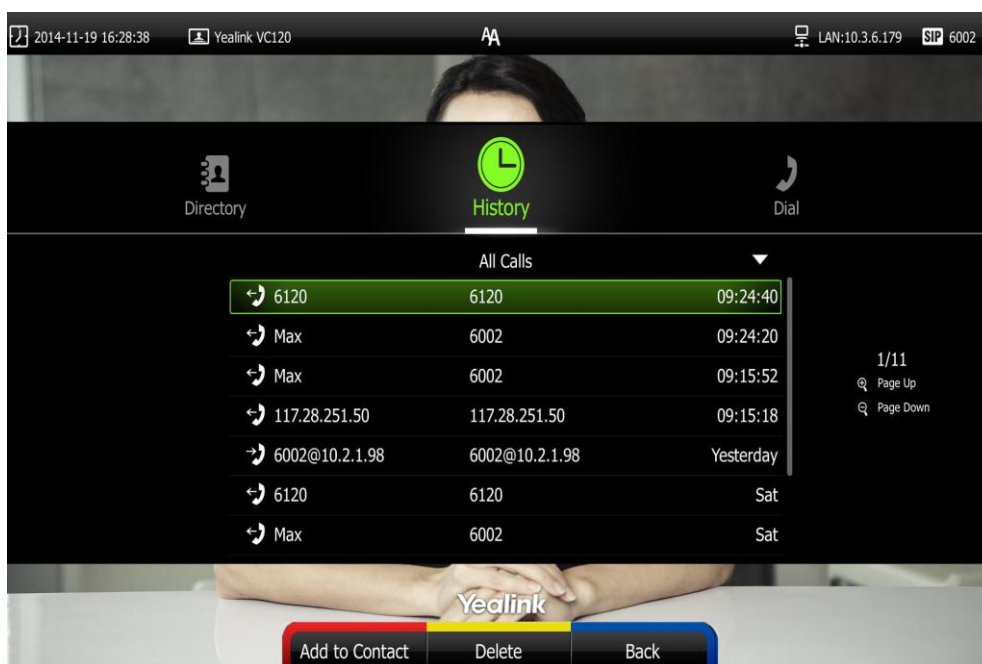 2014-11-19 16:28:38 Yealink VC120 AA LAN:10.3.6.179 SIP 6002
Directory History Dial
All Calls
6120 6120 09:24:40
Max 6002 09:24:20
Max 6002 09:15:52
117.28.251.50 117.28.251.50 09:15:18
6002@10.2.1.98 6002@10.2.1.98 Yesterday
6120 6120 Sat
Max 6002 Sat
1/11
Page Up
Page Down
Yealink
Add to Contact Delete Back